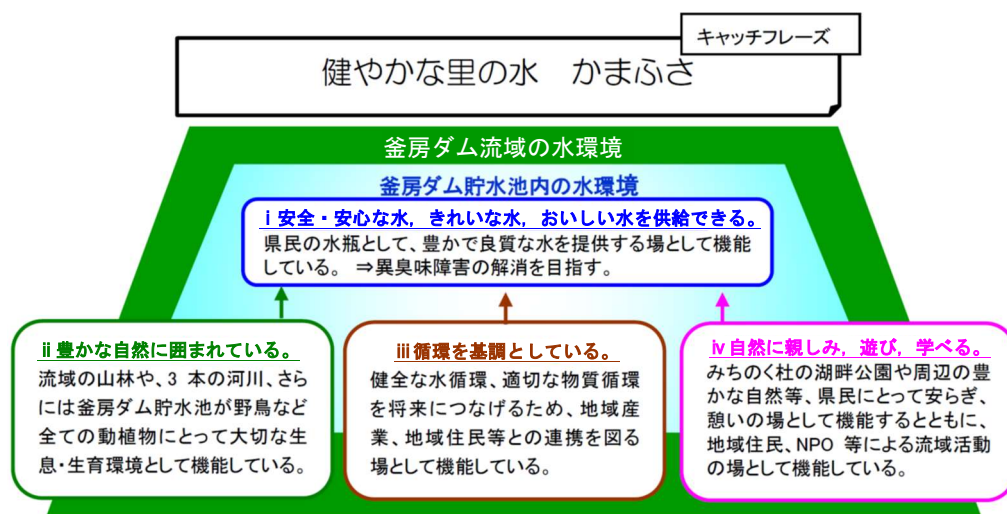 キャッチフレーズ
健やかな里の水 かまふさ
釜房ダム流域の水環境
釜房ダム貯水池内の水環境
ⅰ安全・安心な水，きれいな水，おいしい水を供給できる。
県民の水瓶として、豊かで良質な水を提供する場として機能
している。 ⇒異臭味障害の解消を目指す。
ⅱ豊かな自然に囲まれている。
流域の山林や、3 本の河川、さら
には釜房ダム貯水池が野鳥など
全ての動植物にとって大切な生
息・生育環境として機能している。
ⅲ循環を基調としている。
健全な水循環、適切な物質循環
を将来につなげるため、地域産
業、地域住民等との連携を図る
場として機能している。
ⅳ自然に親しみ，遊び，学べる。
みちのく杜の湖畔公園や周辺の豊
かな自然等、県民にとって安らぎ、
憩いの場として機能するとともに、
地域住民、NPO 等による流域活動
の場として機能している。